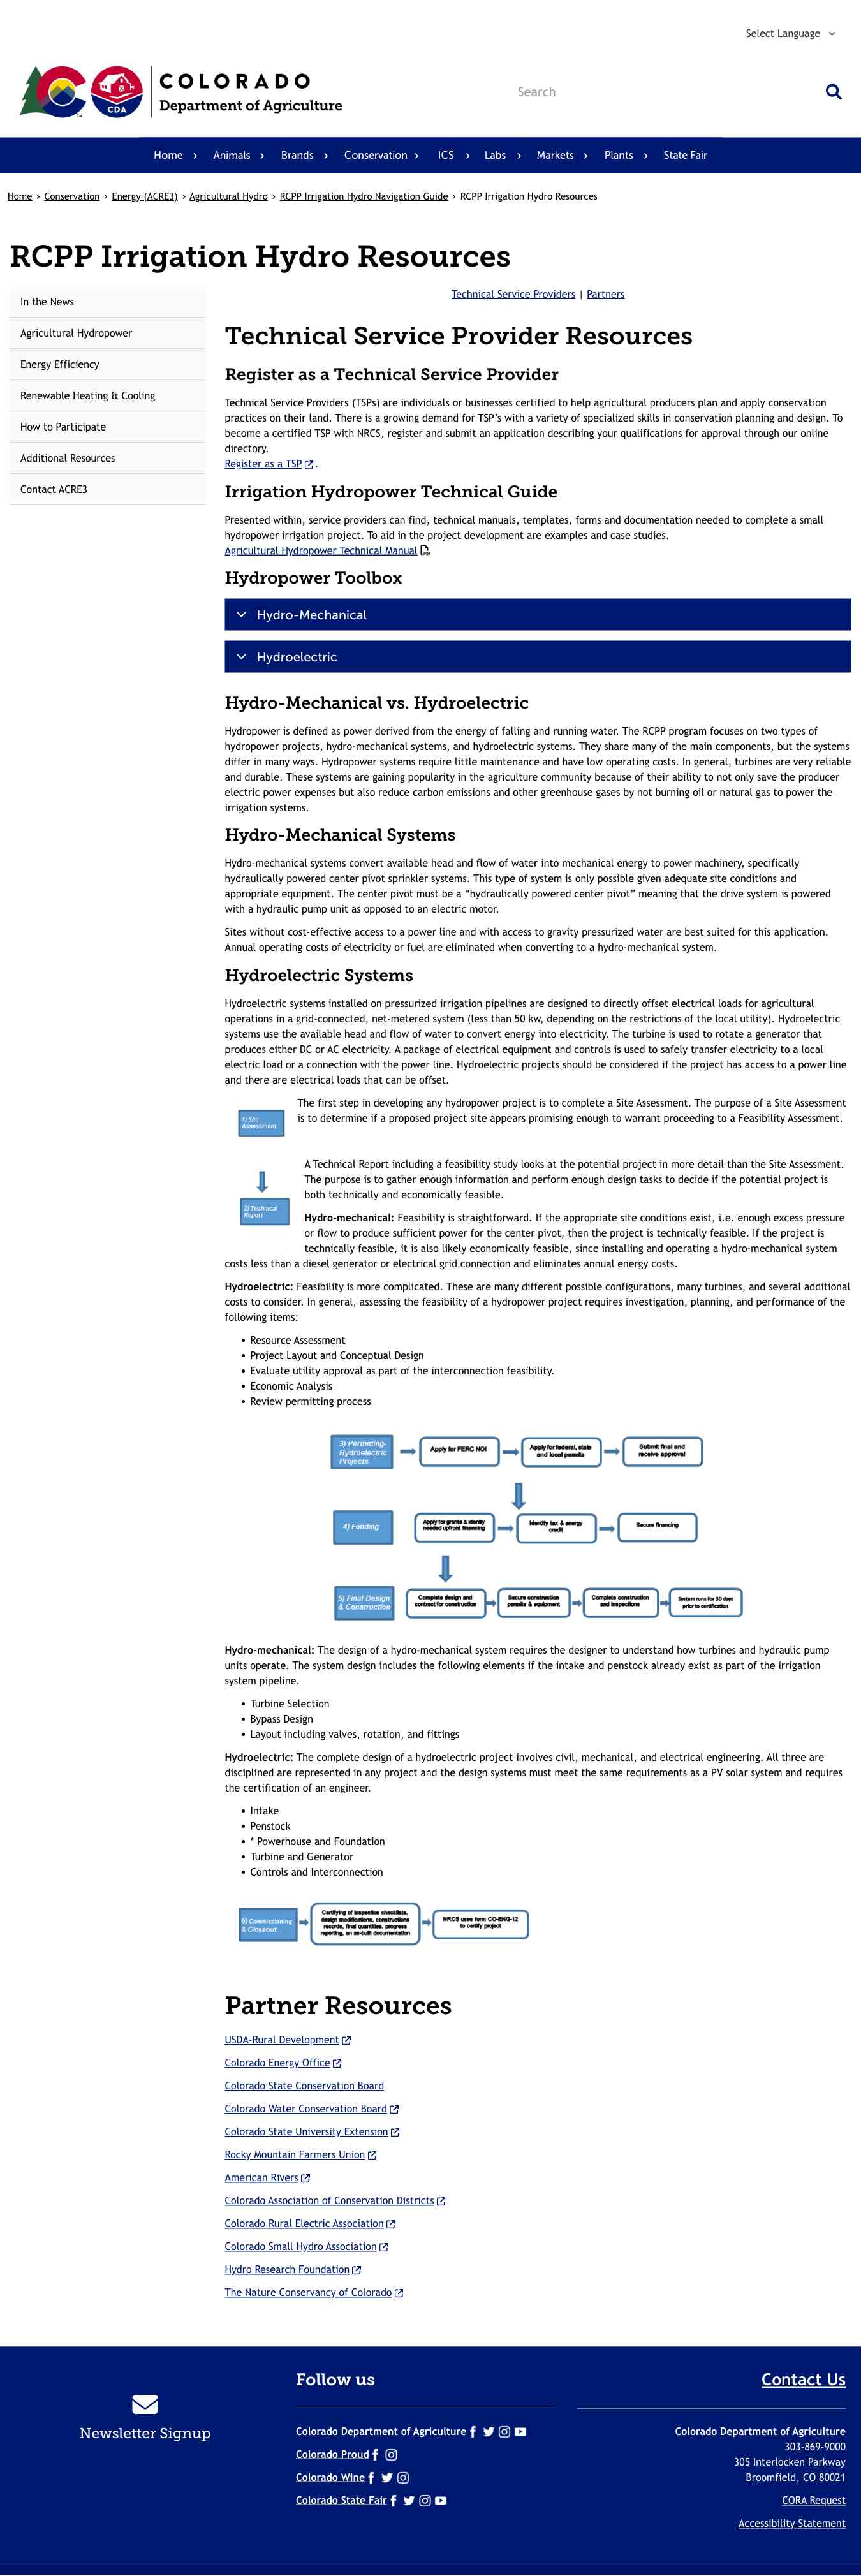 Select Language
COLORADO
Department of Agriculture
CDA
Search
Home
Animals
Brands
Conservation
ICS
Labs
Markets
Plants
State Fair
Home › Conservation › Energy (ACRE3) › Agricultural Hydro › RCPP Irrigation Hydro Navigation Guide › RCPP Irrigation Hydro Resources
RCPP Irrigation Hydro Resources
In the News
Agricultural Hydropower
Energy Efficiency
Renewable Heating & Cooling
How to Participate
Additional Resources
Contact ACRE3
Technical Service Providers | Partners
Technical Service Provider Resources
Register as a Technical Service Provider
Technical Service Providers (TSPs) are individuals or businesses certified to help agricultural producers plan and apply conservation
practices on their land. There is a growing demand for TSP’s with a variety of specialized skills in conservation planning and design. To
become a certified TSP with NRCS, register and submit an application describing your qualifications for approval through our online
directory.
Register as a TSP .
Irrigation Hydropower Technical Guide
Presented within, service providers can find, technical manuals, templates, forms and documentation needed to complete a small
hydropower irrigation project. To aid in the project development are examples and case studies.
Agricultural Hydropower Technical Manual
Hydropower Toolbox
Hydro-Mechanical
Hydroelectric
Hydro-Mechanical vs. Hydroelectric
Hydropower is defined as power derived from the energy of falling and running water. The RCPP program focuses on two types of
hydropower projects, hydro-mechanical systems, and hydroelectric systems. They share many of the main components, but the systems
differ in many ways. Hydropower systems require little maintenance and have low operating costs. In general, turbines are very reliable
and durable. These systems are gaining popularity in the agriculture community because of their ability to not only save the producer
electric power expenses but also reduce carbon emissions and other greenhouse gases by not burning oil or natural gas to power the
irrigation systems.
Hydro-Mechanical Systems
Hydro-mechanical systems convert available head and flow of water into mechanical energy to power machinery, specifically
hydraulically powered center pivot sprinkler systems. This type of system is only possible given adequate site conditions and
appropriate equipment. The center pivot must be a “hydraulically powered center pivot” meaning that the drive system is powered
with a hydraulic pump unit as opposed to an electric motor.
Sites without cost-effective access to a power line and with access to gravity pressurized water are best suited for this application.
Annual operating costs of electricity or fuel are eliminated when converting to a hydro-mechanical system.
Hydroelectric Systems
Hydroelectric systems installed on pressurized irrigation pipelines are designed to directly offset electrical loads for agricultural
operations in a grid-connected, net-metered system (less than 50 kw, depending on the restrictions of the local utility). Hydroelectric
systems use the available head and flow of water to convert energy into electricity. The turbine is used to rotate a generator that
produces either DC or AC electricity. A package of electrical equipment and controls is used to safely transfer electricity to a local
electric load or a connection with the power line. Hydroelectric projects should be considered if the project has access to a power line
and there are electrical loads that can be offset.
1) Site
Assessment
The first step in developing any hydropower project is to complete a Site Assessment. The purpose of a Site Assessment
is to determine if a proposed project site appears promising enough to warrant proceeding to a Feasibility Assessment.
2) Technical
Report
A Technical Report including a feasibility study looks at the potential project in more detail than the Site Assessment.
The purpose is to gather enough information and perform enough design tasks to decide if the potential project is
both technically and economically feasible.
Hydro-mechanical: Feasibility is straightforward. If the appropriate site conditions exist, i.e. enough excess pressure
or flow to produce sufficient power for the center pivot, then the project is technically feasible. If the project is
technically feasible, it is also likely economically feasible, since installing and operating a hydro-mechanical system
costs less than a diesel generator or electrical grid connection and eliminates annual energy costs.
Hydroelectric: Feasibility is more complicated. These are many different possible configurations, many turbines, and several additional
costs to consider. In general, assessing the feasibility of a hydropower project requires investigation, planning, and performance of the
following items:
• Resource Assessment
• Project Layout and Conceptual Design
• Evaluate utility approval as part of the interconnection feasibility.
• Economic Analysis
• Review permitting process
3) Permitting-
Hydroelectric
Projects
Apply for FERC NOI
Apply for federal, state
and local permits
Submit final and
receive approval
4) Funding
Apply for grants & identify
needed upfront financing
Identify tax & energy
credit
Secure financing
5) Final Design
& Construction
Complete design and
contract for construction
Secure construction
permits & equipment
Complete construction
and inspections
System runs for 30 days
prior to certification
Hydro-mechanical: The design of a hydro-mechanical system requires the designer to understand how turbines and hydraulic pump
units operate. The system design includes the following elements if the intake and penstock already exist as part of the irrigation
system pipeline.
• Turbine Selection
• Bypass Design
• Layout including valves, rotation, and fittings
Hydroelectric: The complete design of a hydroelectric project involves civil, mechanical, and electrical engineering. All three are
disciplined are represented in any project and the design systems must meet the same requirements as a PV solar system and requires
the certification of an engineer.
• Intake
• Penstock
• * Powerhouse and Foundation
• Turbine and Generator
• Controls and Interconnection
6) Commissioning
& Closeout
Certifying of inspection checklists,
design modifications, constructions
records, final quantities, progress
reporting, an as-built documentation
NRCS uses form CO-ENG-12
to certify project
Partner Resources
USDA-Rural Development
Colorado Energy Office
Colorado State Conservation Board
Colorado Water Conservation Board
Colorado State University Extension
Rocky Mountain Farmers Union
American Rivers
Colorado Association of Conservation Districts
Colorado Rural Electric Association
Colorado Small Hydro Association
Hydro Research Foundation
The Nature Conservancy of Colorado
Newsletter Signup
Follow us
Colorado Department of Agriculture
Colorado Proud
Colorado Wine
Colorado State Fair
Contact Us
Colorado Department of Agriculture
303-869-9000
305 Interlocken Parkway
Broomfield, CO 80021
CORA Request
Accessibility Statement